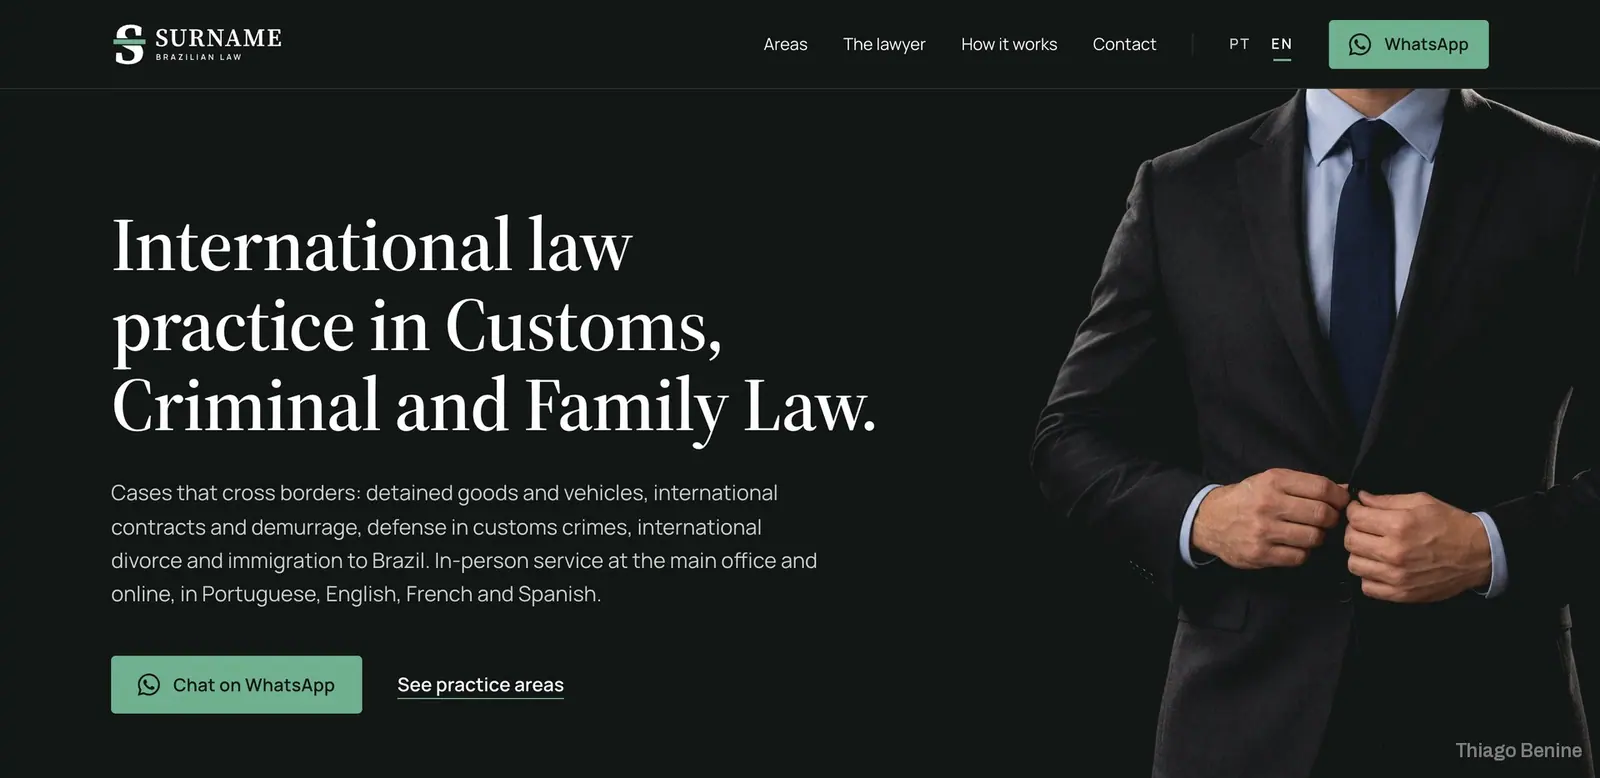 SURNAME
BRAZILIAN LAW
Areas
The lawyer
How it works
Contact
PT
EN
WhatsApp
International law
practice in Customs,
Criminal and Family Law.
Cases that cross borders: detained goods and vehicles, international
contracts and demurrage, defense in customs crimes, international
divorce and immigration to Brazil. In-person service at the main office and
online, in Portuguese, English, French and Spanish.
Chat on WhatsApp
See practice areas
Thiago Benine